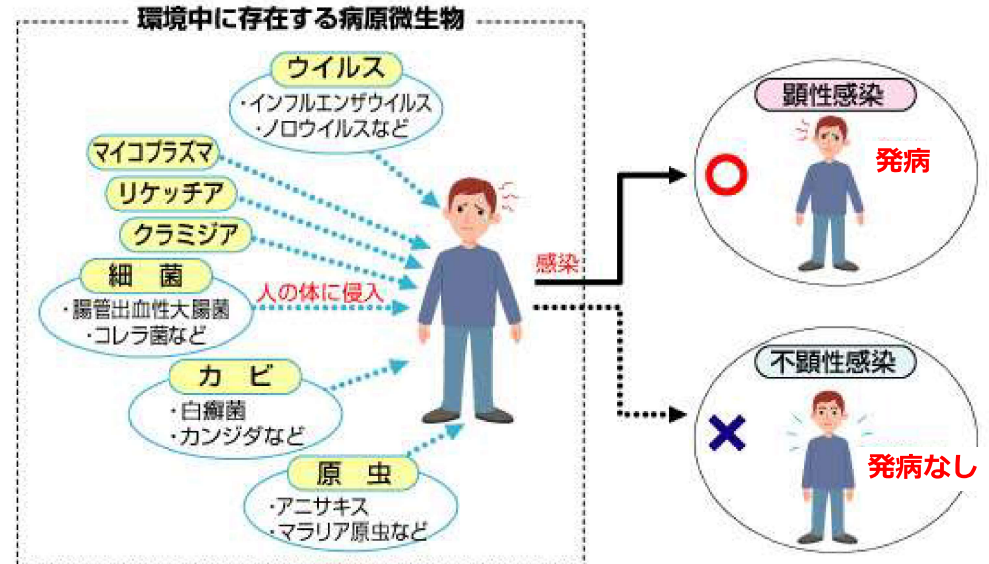 環境中に存在する病原微生物
ウイルス
・インフルエンザウイルス
・ノロウイルスなど
マイコプラズマ
リケッチア
クラミジア
細 菌
・腸管出血性大腸菌
・コレラ菌など
人の体に侵入
カ ビ
・白癬菌
・カンジダなど
原 虫
・アニサキス
・マラリア原虫など
感染
顕性感染
発病
不顕性感染
発病なし